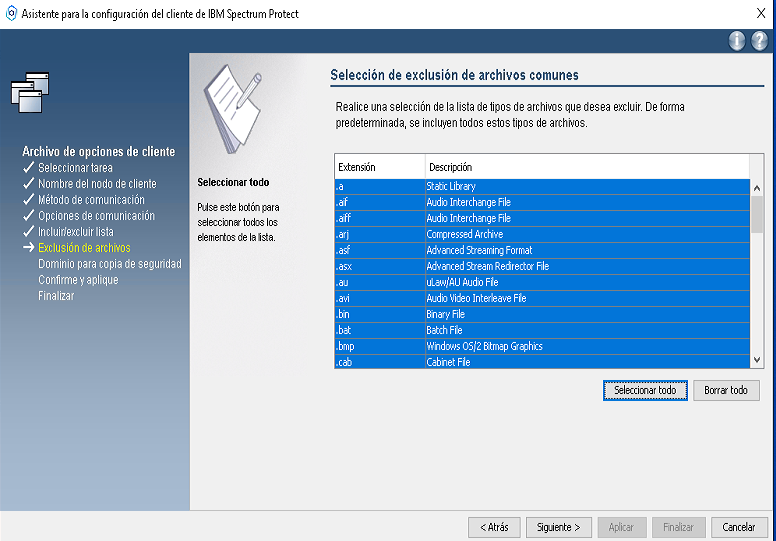 Asistente para la configuración del cliente de IBM Spectrum Protect
X
Archivo de opciones de cliente
Seleccionar tarea
Nombre del nodo de cliente
Método de comunicación
Opciones de comunicación
Incluir/excluir lista
Exclusión de archivos
Dominio para copia de seguridad
Confirme y aplique
Finalizar
Seleccionar todo
Pulse este botón para
seleccionar todos los
elementos de la lista.
Selección de exclusión de archivos comunes
Realice una selección de la lista de tipos de archivos que desea excluir. De forma
predeterminada, se incluyen todos estos tipos de archivos.
Extensión Descripción
.a Static Library
.aif Audio Interchange File
.aiff Audio Interchange File
.arj Compressed Archive
.asf Advanced Streaming Format
.asx Advanced Stream Redirector File
.au uLaw/AU Audio File
.avi Audio Video Interleave File
.bin Binary File
.bat Batch File
.bmp Windows OS/2 Bitmap Graphics
.cab Cabinet File
Seleccionar todo Borrar todo
< Atrás Siguiente > Aplicar Finalizar Cancelar